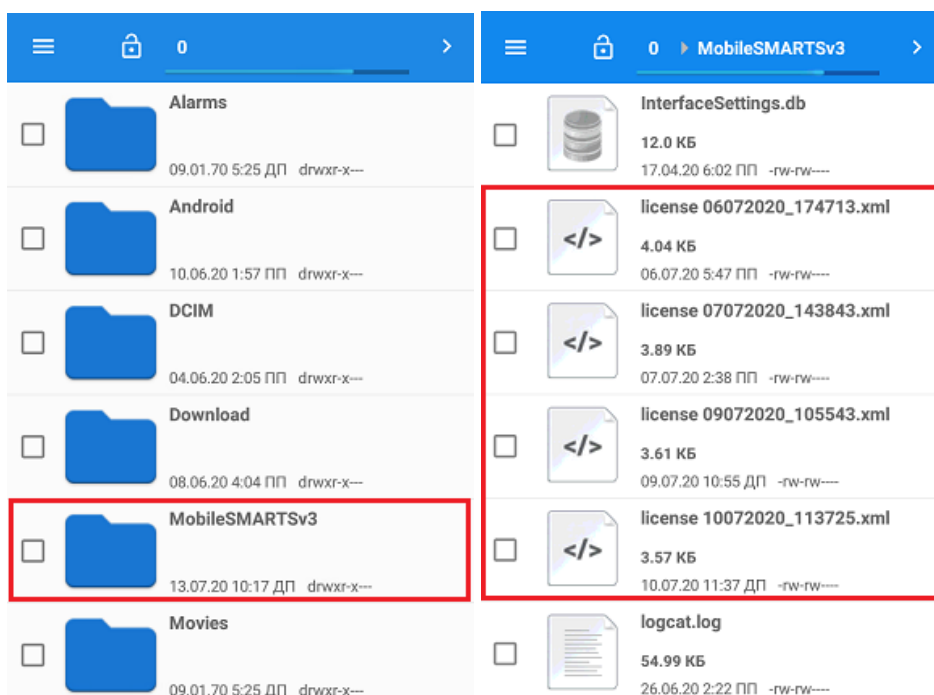 0
Alarms
09.01.70 5:25 ДП drwxr-x---
Android
10.06.20 1:57 ПП drwxr-x---
DCIM
04.06.20 2:05 ПП drwxr-x---
Download
08.06.20 4:04 ПП drwxr-x---
MobileSMARTSv3
13.07.20 10:17 ДП drwxr-x---
Movies
09.01.70 5:25 ДП drwxr-x---
0 MobileSMARTSv3
InterfaceSettings.db
12.0 КБ
17.04.20 6:02 ПП -rw-rw----
license 06072020_174713.xml
</>
4.04 КБ
06.07.20 5:47 ПП -rw-rw----
license 07072020_143843.xml
</>
3.89 КБ
07.07.20 2:38 ПП -rw-rw----
license 09072020_105543.xml
</>
3.61 КБ
09.07.20 10:55 ДП -rw-rw----
license 10072020_113725.xml
</>
3.57 КБ
10.07.20 11:37 ДП -rw-rw----
logcat.log
54.99 КБ
26.06.20 2:22 ПП -rw-rw----